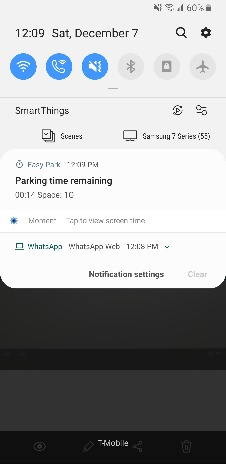 60%
12:09 Sat, December 7
SmartThings
Scenes
Samsung 7 Series (55)
Easy Park · 12:09 PM
Parking time remaining
00:14 Space: 1G
Moment · Tap to view screen time
WhatsApp · WhatsApp Web · 12:08 PM
Notification settings
Clear
T-Mobile